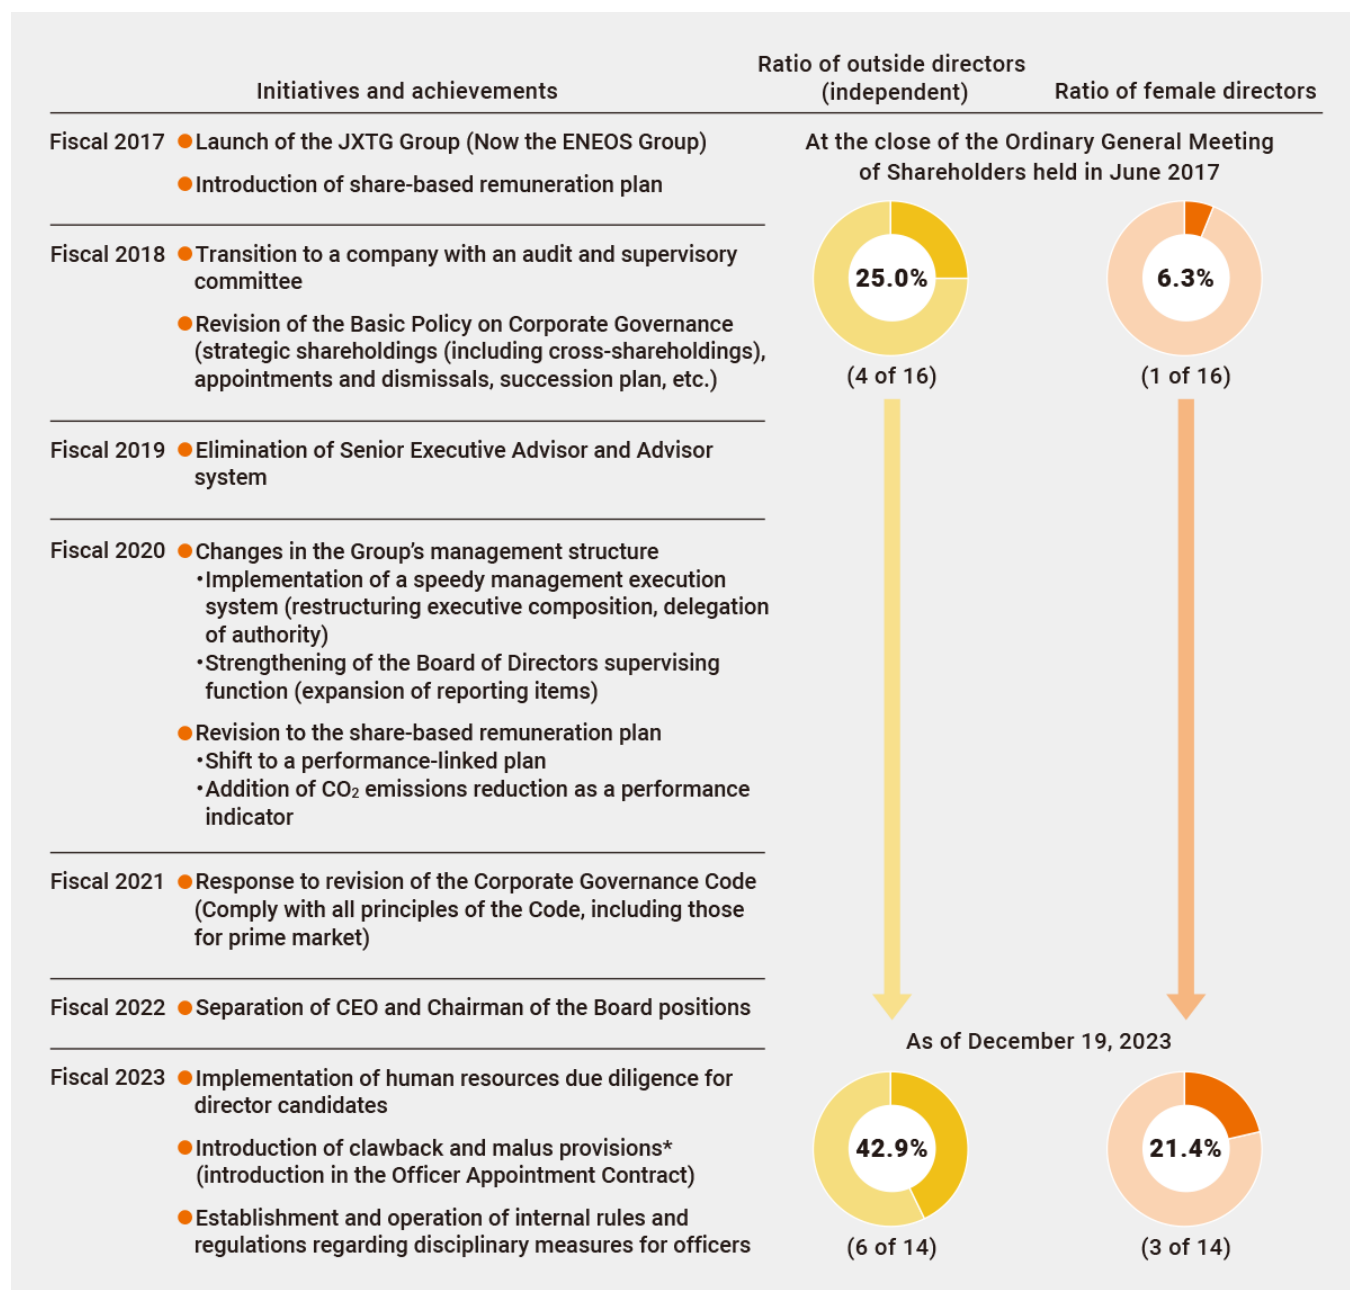 Initiatives and achievements
Ratio of outside directors
(independent)
Ratio of female directors
Fiscal 2017
●Launch of the JXTG Group (Now the ENEOS Group)
●Introduction of share-based remuneration plan
At the close of the Ordinary General Meeting
of Shareholders held in June 2017
25.0%
(4 of 16)
6.3%
(1 of 16)
Fiscal 2018
●Transition to a company with an audit and supervisory
committee
●Revision of the Basic Policy on Corporate Governance
(strategic shareholdings (including cross-shareholdings),
appointments and dismissals, succession plan, etc.)
Fiscal 2019
●Elimination of Senior Executive Advisor and Advisor
system
Fiscal 2020
●Changes in the Group’s management structure
・Implementation of a speedy management execution
system (restructuring executive composition, delegation
of authority)
・Strengthening of the Board of Directors supervising
function (expansion of reporting items)
●Revision to the share-based remuneration plan
・Shift to a performance-linked plan
・Addition of CO₂ emissions reduction as a performance
indicator
Fiscal 2021
●Response to revision of the Corporate Governance Code
(Comply with all principles of the Code, including those
for prime market)
Fiscal 2022
●Separation of CEO and Chairman of the Board positions
Fiscal 2023
●Implementation of human resources due diligence for
director candidates
●Introduction of clawback and malus provisions*
(introduction in the Officer Appointment Contract)
●Establishment and operation of internal rules and
regulations regarding disciplinary measures for officers
As of December 19, 2023
42.9%
(6 of 14)
21.4%
(3 of 14)